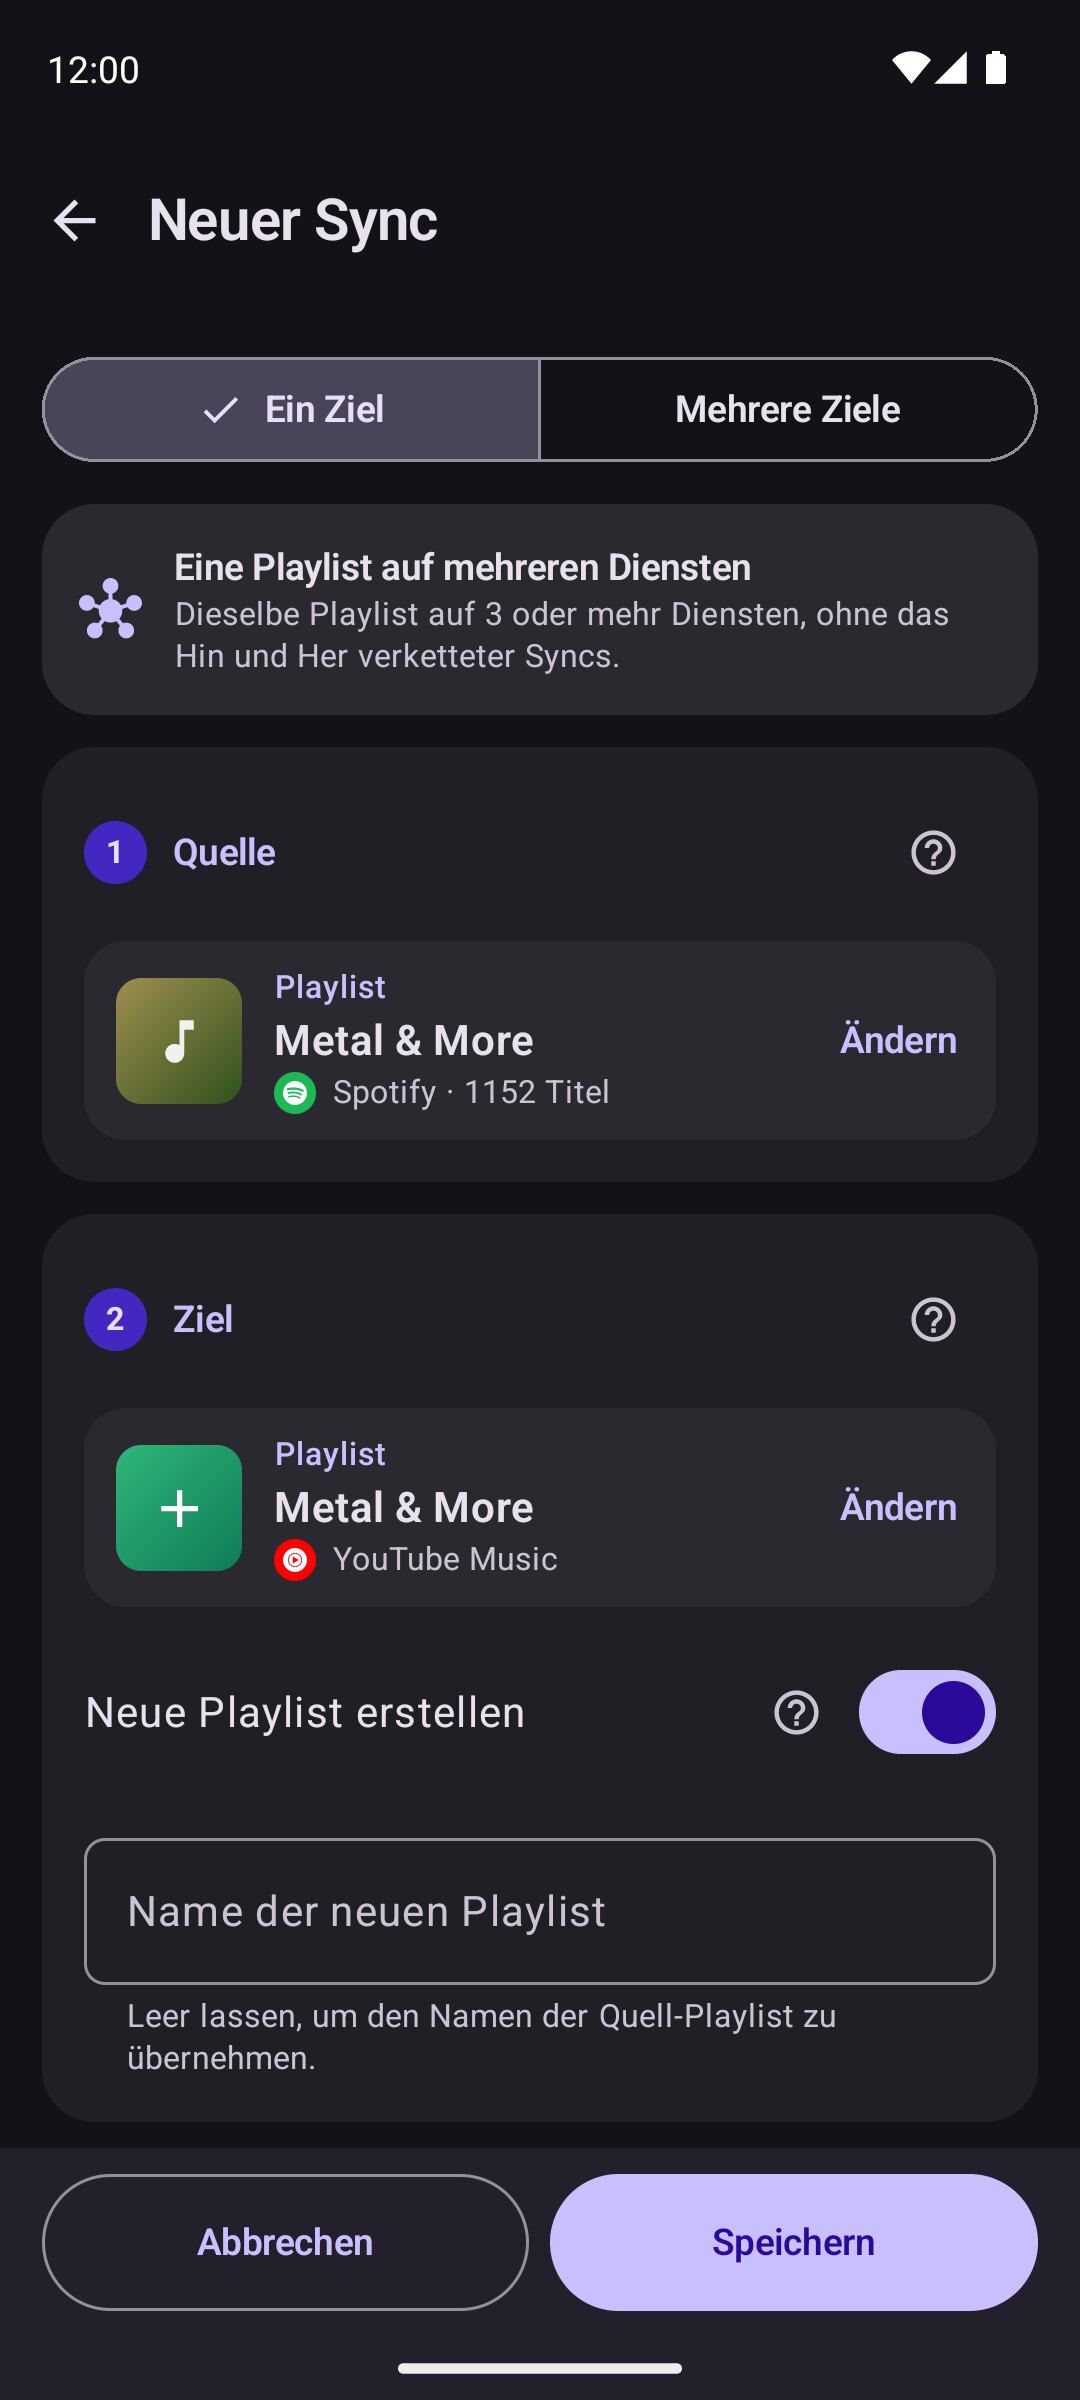 12:00
Neuer Sync
Ein Ziel
Mehrere Ziele
Eine Playlist auf mehreren Diensten
Dieselbe Playlist auf 3 oder mehr Diensten, ohne das
Hin und Her verketteter Syncs.
1 Quelle
Playlist
Metal & More
Ändern
Spotify · 1152 Titel
2 Ziel
Playlist
Metal & More
Ändern
YouTube Music
Neue Playlist erstellen
Name der neuen Playlist
Leer lassen, um den Namen der Quell-Playlist zu
übernehmen.
Abbrechen
Speichern